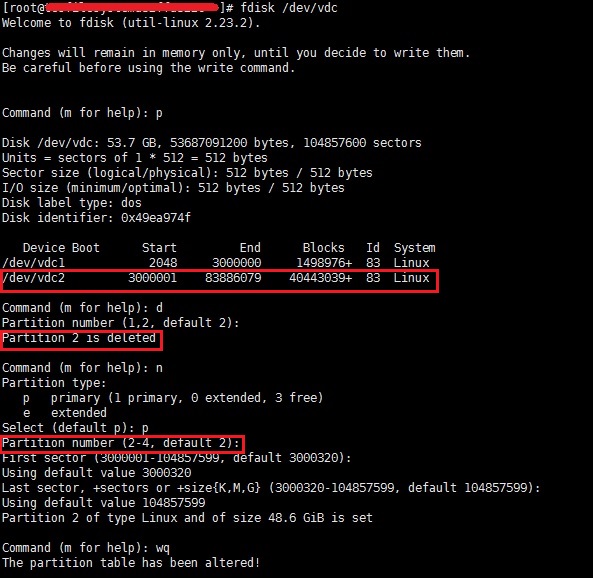 [root@ ]# fdisk /dev/vdc
Welcome to fdisk (util-linux 2.23.2).
Changes will remain in memory only, until you decide to write them.
Be careful before using the write command.
Command (m for help): p
Disk /dev/vdc: 53.7 GB, 53687091200 bytes, 104857600 sectors
Units = sectors of 1 * 512 = 512 bytes
Sector size (logical/physical): 512 bytes / 512 bytes
I/O size (minimum/optimal): 512 bytes / 512 bytes
Disk label type: dos
Disk identifier: 0x49ea974f
Device Boot Start End Blocks Id System
/dev/vdc1 2048 3000000 1498976+ 83 Linux
/dev/vdc2 3000001 83886079 40443039+ 83 Linux
Command (m for help): d
Partition number (1,2, default 2):
Partition 2 is deleted
Command (m for help): n
Partition type:
p primary (1 primary, 0 extended, 3 free)
e extended
Select (default p): p
Partition number (2-4, default 2):
First sector (3000001-104857599, default 3000320):
Using default value 3000320
Last sector, +sectors or +size{K,M,G} (3000320-104857599, default 104857599):
Using default value 104857599
Partition 2 of type Linux and of size 48.6 GiB is set
Command (m for help): wq
The partition table has been altered!